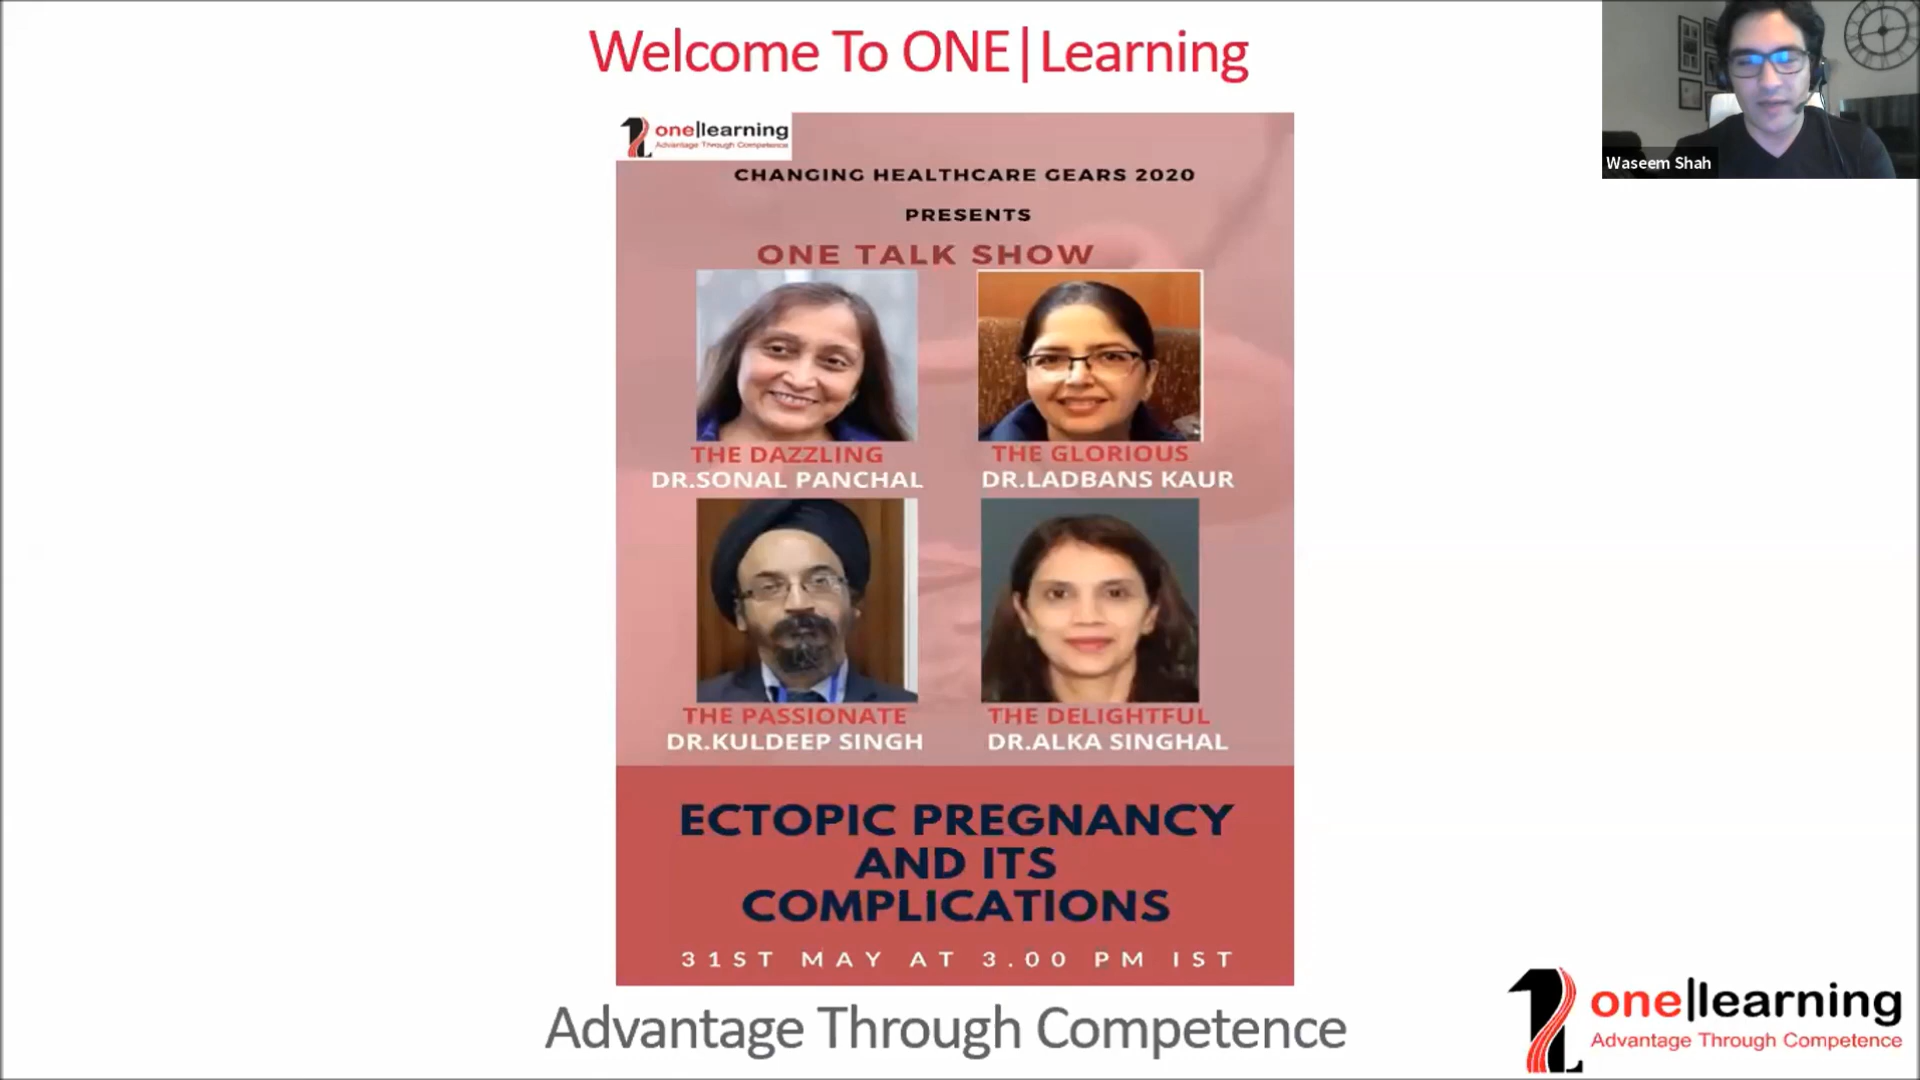 Welcome To ONE|Learning
Waseem Shah
one|learning
Advantage Through Competence
CHANGING HEALTHCARE GEARS 2020
PRESENTS
ONE TALK SHOW
THE DAZZLING
DR.SONAL PANCHAL
THE GLORIOUS
DR.LADBANS KAUR
THE PASSIONATE
DR.KULDEEP SINGH
THE DELIGHTFUL
DR.ALKA SINGHAL
ECTOPIC PREGNANCY
AND ITS
COMPLICATIONS
31ST MAY AT 3.00 PM IST
Advantage Through Competence
one|learning
Advantage Through Competence